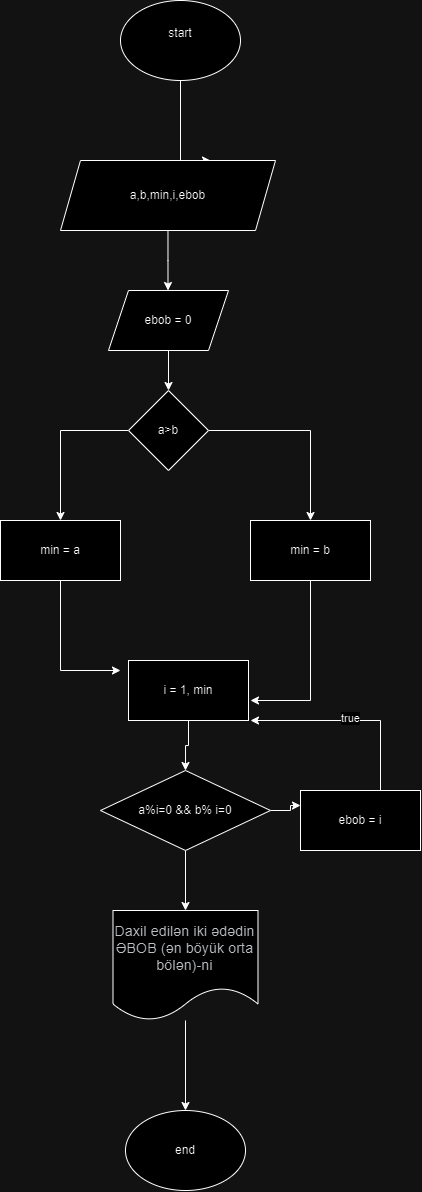 start
a,b,min,i,ebob
ebob = 0
a>b
min = a
min = b
i = 1, min
true
a%i=0 && b% i=0
ebob = i
Daxil edilən iki ədədin
ƏBOB (ən böyük orta
bölən)-ni
end